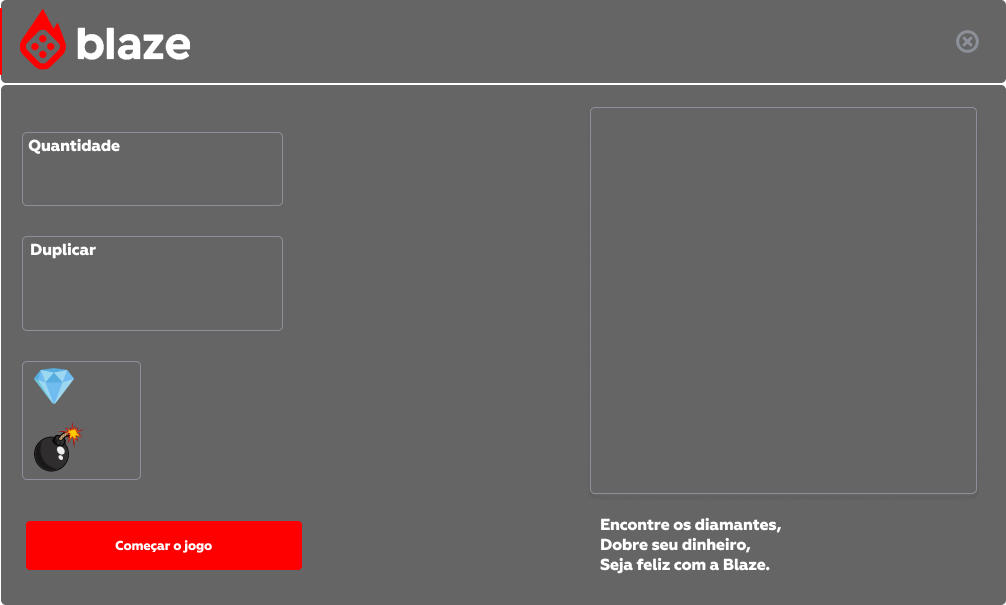 blaze
Quantidade
Duplicar
Começar o jogo
Encontre os diamantes,
Dobre seu dinheiro,
Seja feliz com a Blaze.